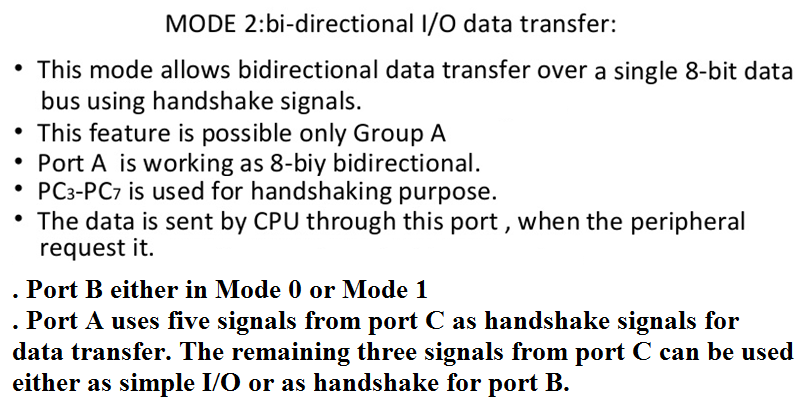 MODE 2:bi-directional I/O data transfer:
• This mode allows bidirectional data transfer over a single 8-bit data
bus using handshake signals.
• This feature is possible only Group A
• Port A is working as 8-biy bidirectional.
• PC3-PC7 is used for handshaking purpose.
• The data is sent by CPU through this port , when the peripheral
request it.
. Port B either in Mode 0 or Mode 1
. Port A uses five signals from port C as handshake signals for
data transfer. The remaining three signals from port C can be used
either as simple I/O or as handshake for port B.